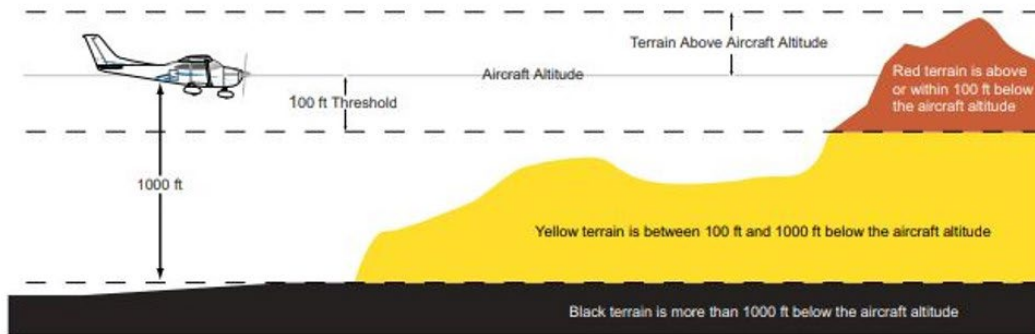 Terrain Above Aircraft Altitude
Aircraft Altitude
Red terrain is above
or within 100 ft below
the aircraft altitude
100 ft Threshold
1000 ft
Yellow terrain is between 100 ft and 1000 ft below the aircraft altitude
Black terrain is more than 1000 ft below the aircraft altitude